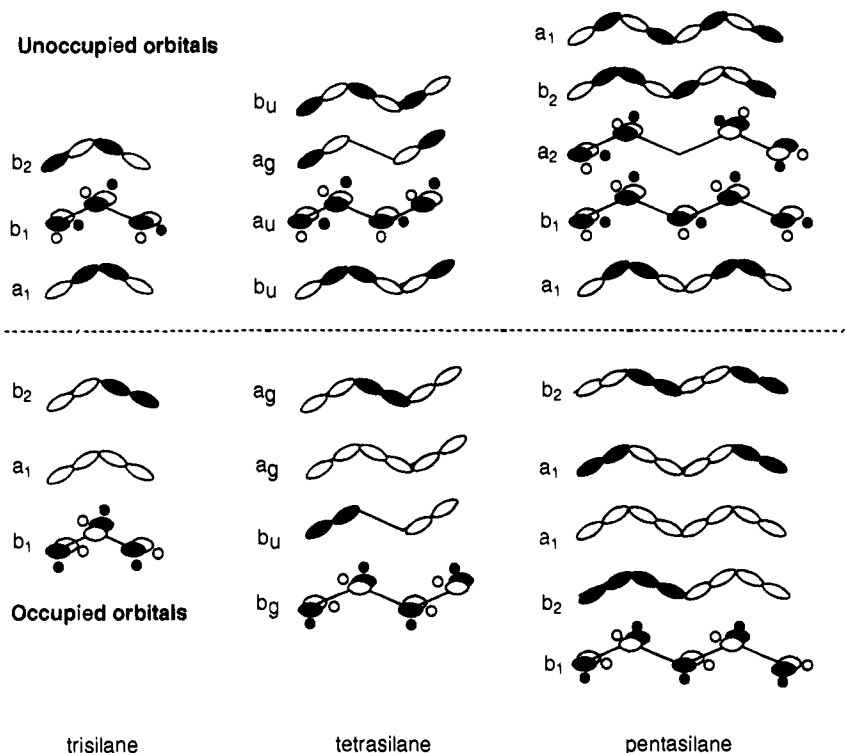 Unoccupied orbitals
b2
b1
a1
bu
ag
au
bu
a1
b2
a2
b1
a1
b2
a1
b1
Occupied orbitals
ag
ag
bu
bg
b2
a1
a1
b2
b1
trisilane
tetrasilane
pentasilane